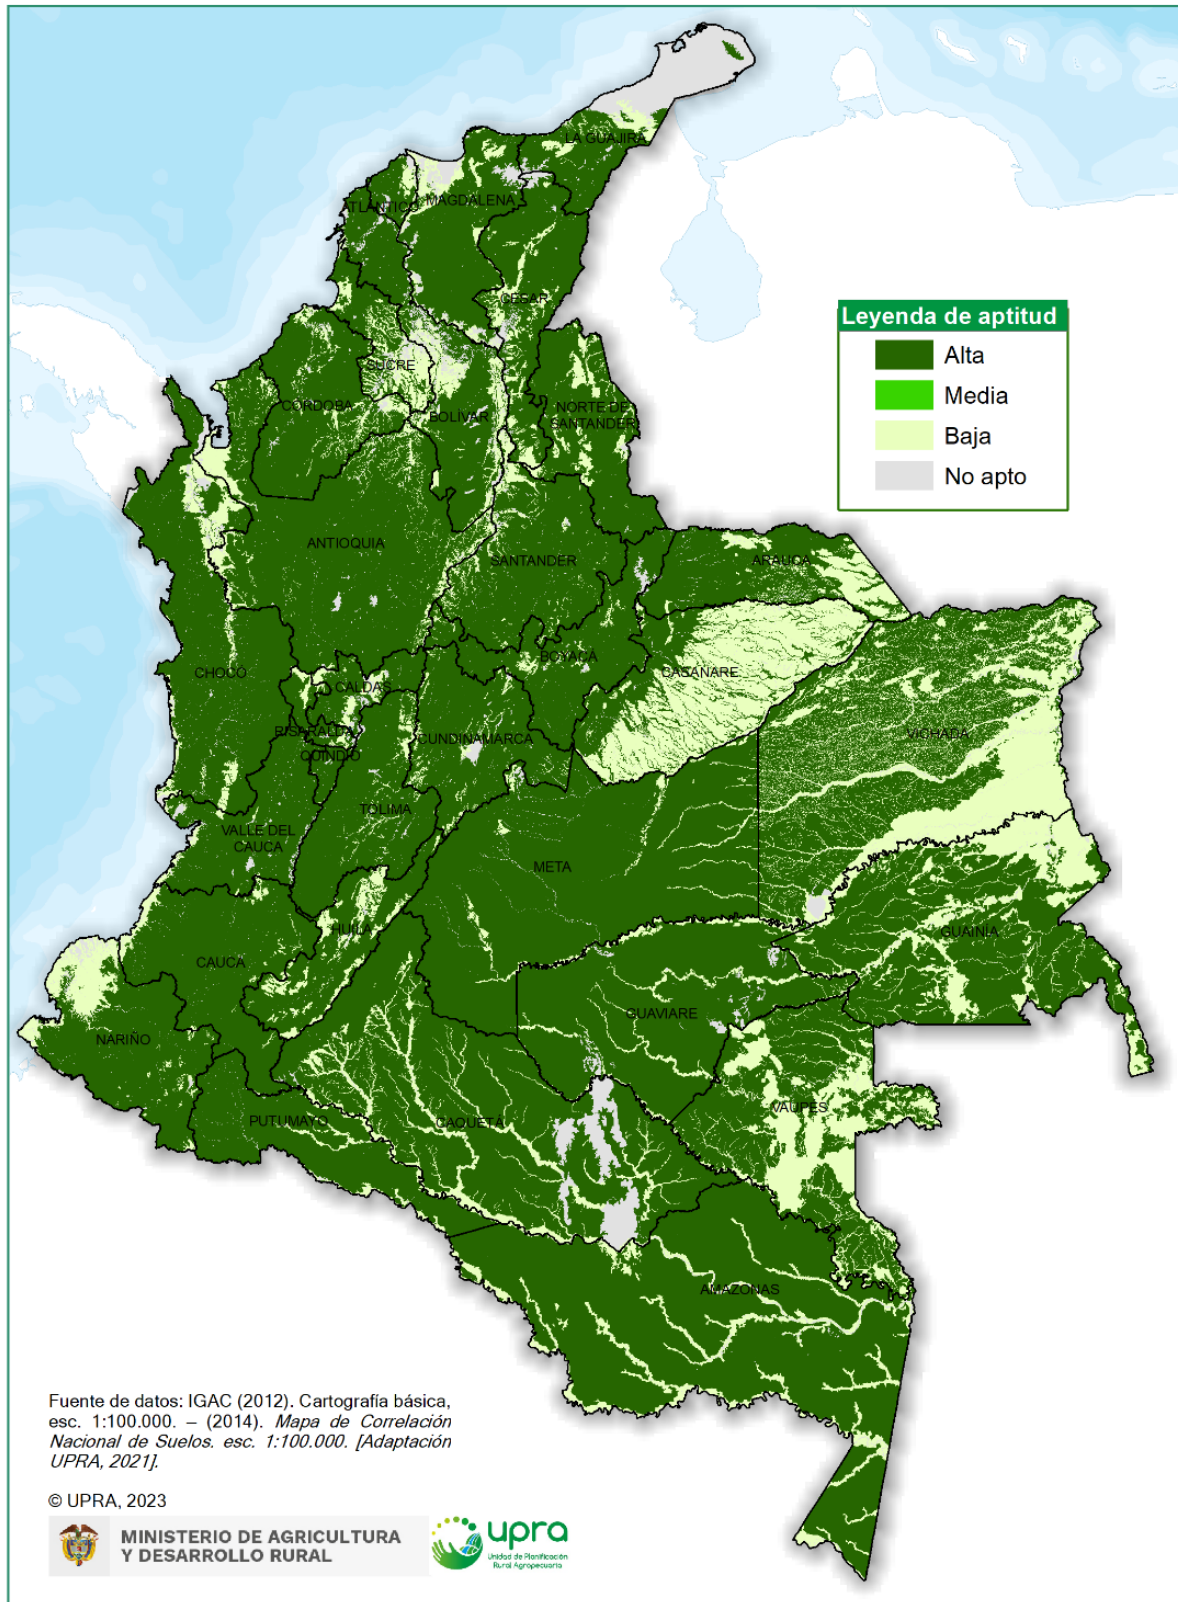 LA GUAJIRA
ATLÁNTICO
MAGDALENA
CESAR
Leyenda de aptitud
Alta
Media
Baja
No apto
SUCRE
CÓRDOBA
BOLÍVAR
NORTE DE
SANTANDER
ANTIOQUIA
SANTANDER
ARAUCA
CHOCÓ
CALDAS
BOYACÁ
CASANARE
RISARALDA
QUINDÍO
CUNDINAMARCA
VICHADA
TOLIMA
VALLE DEL
CAUCA
META
HUILA
CAUCA
GUAINÍA
GUAVIARE
NARIÑO
PUTUMAYO
CAQUETÁ
VAUPÉS
AMAZONAS
Fuente de datos: IGAC (2012). Cartografía básica,
esc. 1:100.000. – (2014). Mapa de Correlación
Nacional de Suelos. esc. 1:100.000. [Adaptación
UPRA, 2021].
© UPRA, 2023
MINISTERIO DE AGRICULTURA
Y DESARROLLO RURAL
upra
Unidad de Planificación
Rural Agropecuaria